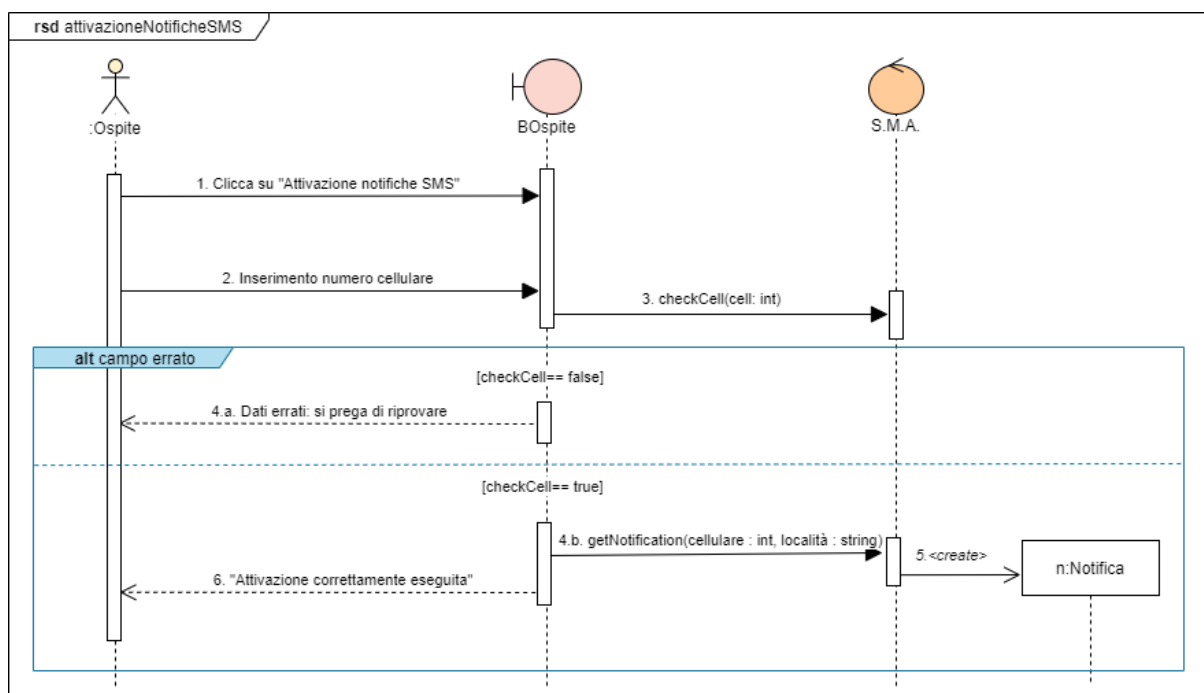 rsd attivazioneNotificheSMS
:Ospite
BOspite
S.M.A.
1. Clicca su "Attivazione notifiche SMS"
2. Inserimento numero cellulare
3. checkCell(cell: int)
alt campo errato
[checkCell== false]
4.a. Dati errati: si prega di riprovare
[checkCell== true]
4.b. getNotification(cellulare : int, località : string)
5.<create>
n:Notifica
6. "Attivazione correttamente eseguita"